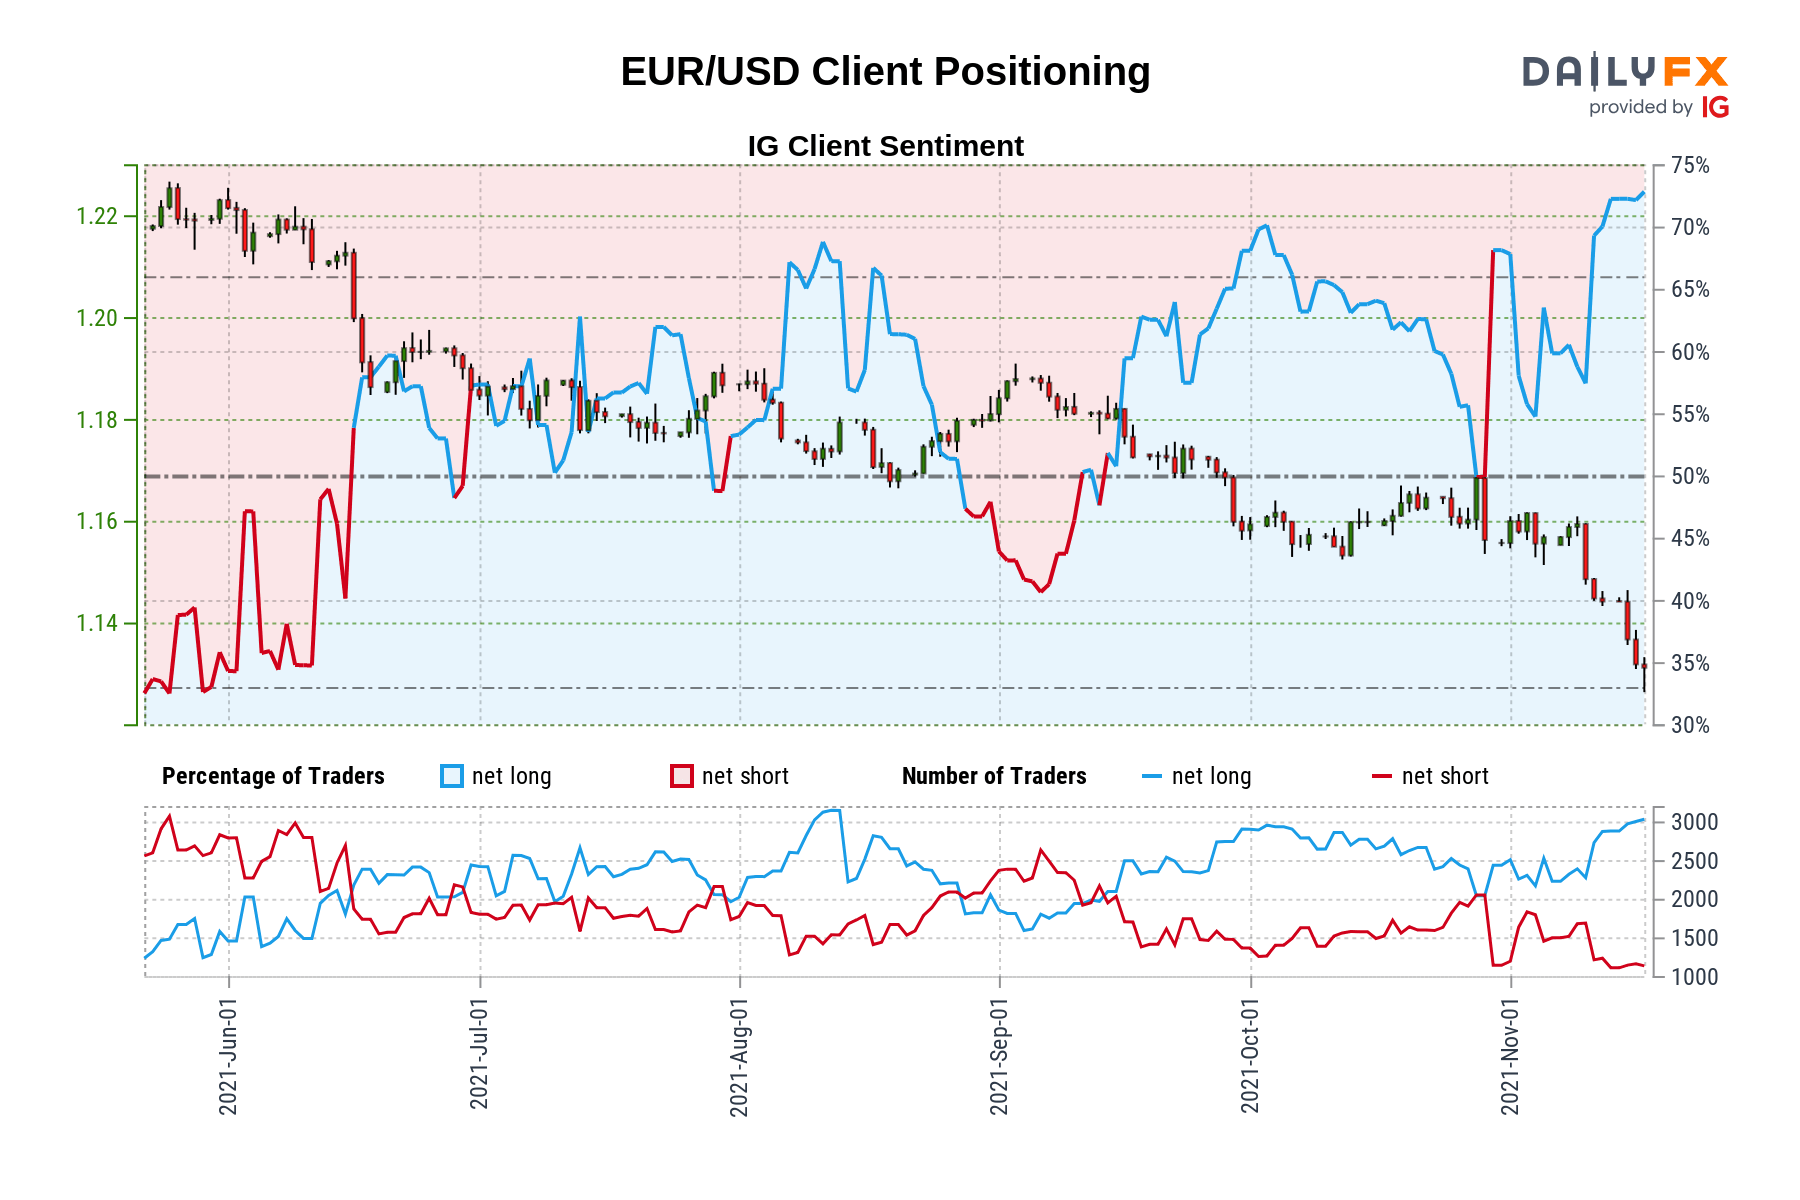 EUR/USD Client Positioning
DAILYFX
provided by IG
IG Client Sentiment
1.22
1.20
1.18
1.16
1.14
75%
70%
65%
60%
55%
50%
45%
40%
35%
30%
Percentage of Traders net long net short Number of Traders net long net short
3000
2500
2000
1500
1000
2021-Jun-01
2021-Jul-01
2021-Aug-01
2021-Sep-01
2021-Oct-01
2021-Nov-01